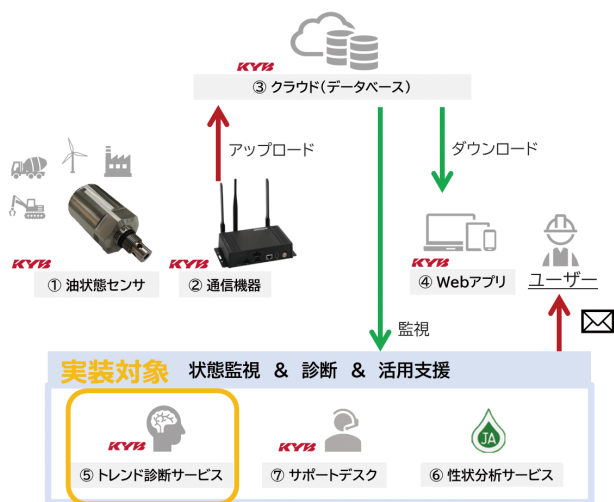 KYB
③ クラウド(データベース)
アップロード
ダウンロード
KYB
① 油状態センサ
KYB
② 通信機器
KYB
④ Webアプリ
ユーザー
監視
実装対象 状態監視 & 診断 & 活用支援
KYB
⑤ トレンド診断サービス
KYB
⑦ サポートデスク
JA
⑥ 性状分析サービス